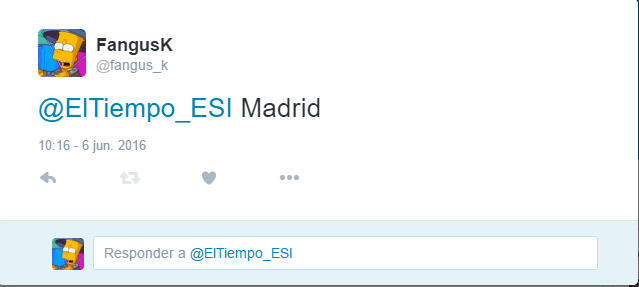 FangusK
@fangus_k
@ElTiempo_ESI Madrid
10:16 - 6 jun. 2016
Responder a @ElTiempo_ESI